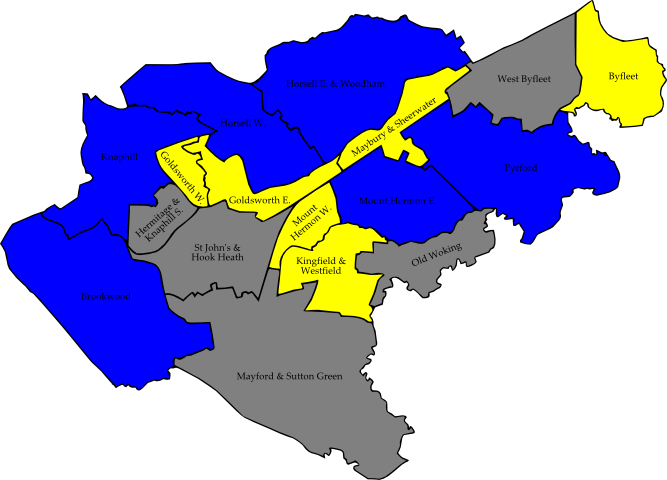 Byfleet
West Byfleet
Horsell E. & Woodham
Maybury & Sheerwater
Horsell W.
Knaphill
Goldsworth W.
Goldsworth E.
Pyrford
Mount Hermon E.
Mount
Hermon W.
Hermitage &
Knaphill S.
St John's &
Hook Heath
Kingfield &
Westfield
Old Woking
Brookwood
Mayford & Sutton Green